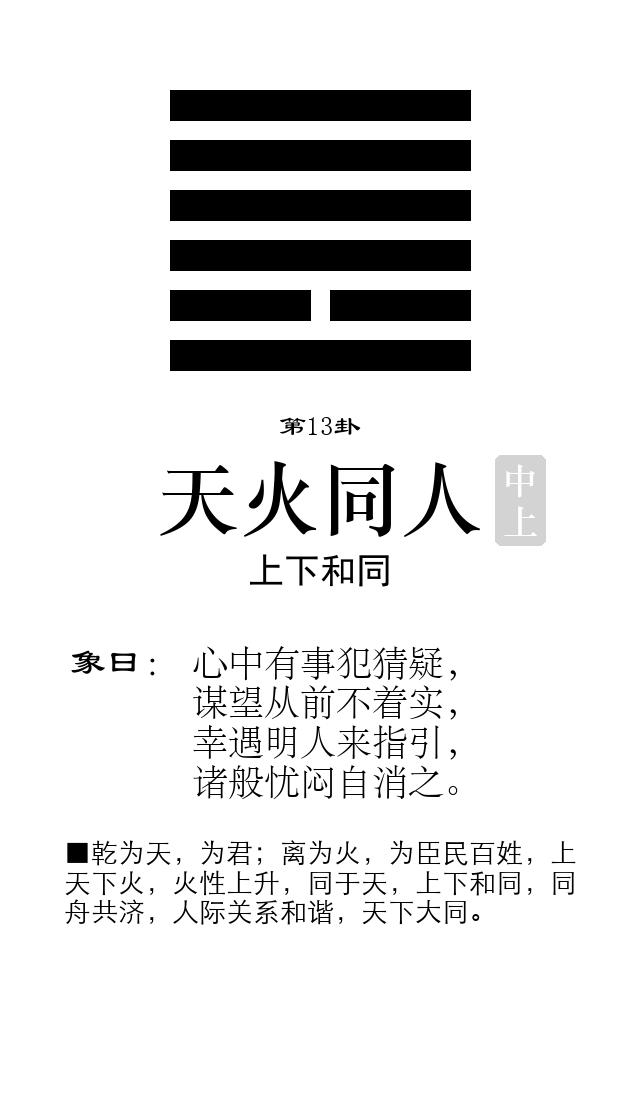 第13卦
天火同人
中上
上下和同
象曰： 心中有事犯猜疑，
谋望从前不着实，
幸遇明人来指引，
诸般忧闷自消之。
■乾为天，为君；离为火，为臣民百姓，上
天下火，火性上升，同于天，上下和同，同
舟共济，人际关系和谐，天下大同。